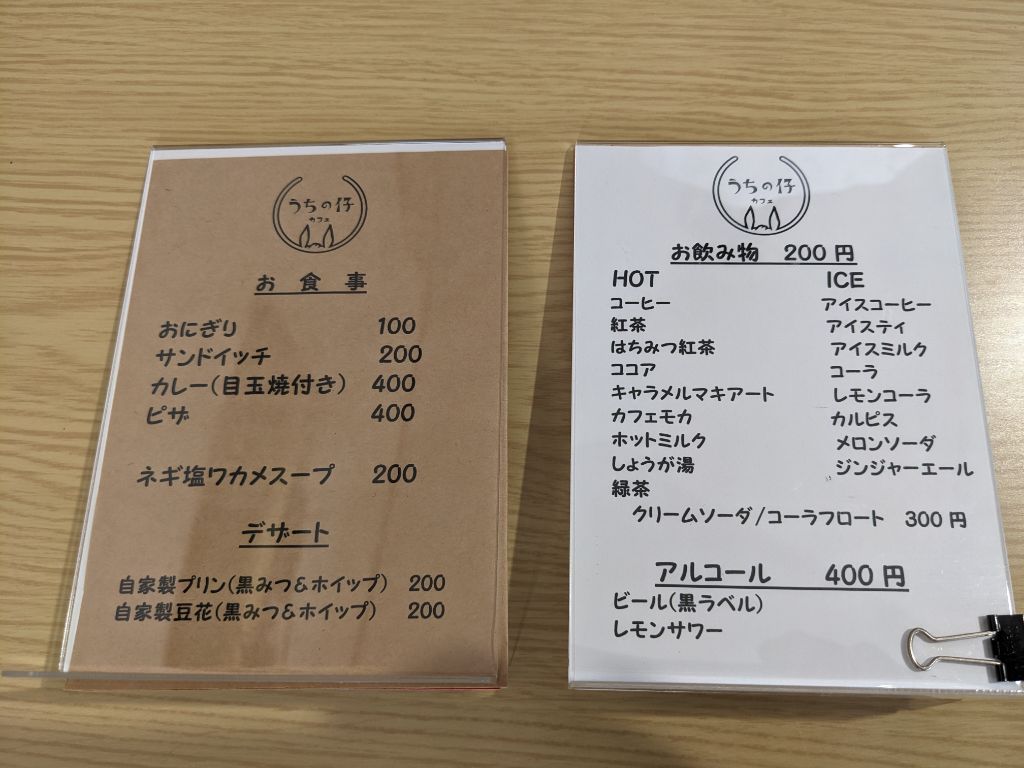 うちの仔
カフェ
お食事
おにぎり 100
サンドイッチ 200
カレー(目玉焼付き) 400
ピザ 400
ネギ塩ワカメスープ 200
デザート
自家製プリン(黒みつ&ホイップ) 200
自家製豆花(黒みつ&ホイップ) 200
うちの仔
カフェ
お飲み物 200円
HOT
コーヒー
紅茶
はちみつ紅茶
ココア
キャラメルマキアート
カフェモカ
ホットミルク
しょうが湯
緑茶
ICE
アイスコーヒー
アイスティ
アイスミルク
コーラ
レモンコーラ
カルピス
メロンソーダ
ジンジャーエール
クリームソーダ/コーラフロート 300円
アルコール 400円
ビール(黒ラベル)
レモンサワー